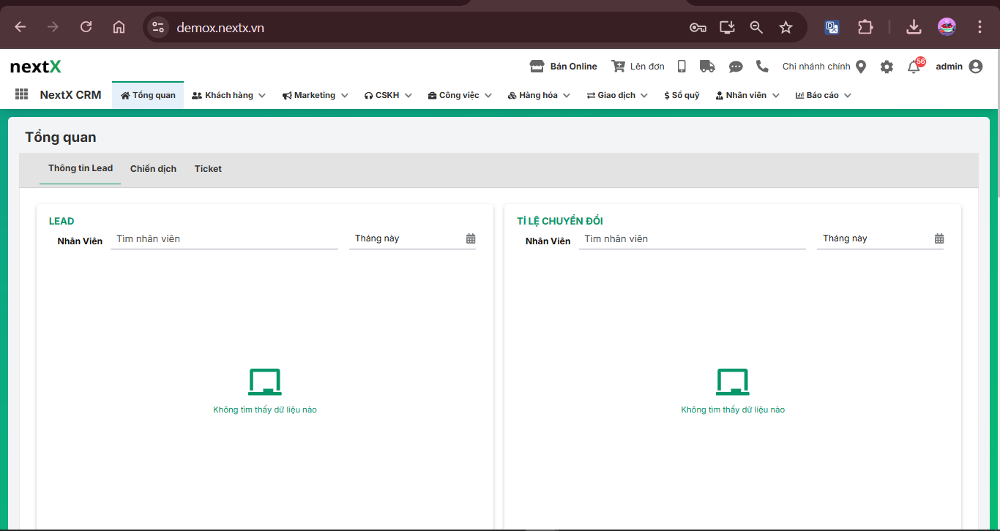 demox.nextx.vn
nextX
Bán Online Lên đơn Chi nhánh chính 56 admin
NextX CRM Tổng quan Khách hàng Marketing CSKH Công việc Hàng hóa Giao dịch $ Sổ quỹ Nhân viên Báo cáo
Tổng quan
Thông tin Lead Chiến dịch Ticket
LEAD
Nhân Viên Tìm nhân viên Tháng này
Không tìm thấy dữ liệu nào
TỈ LỆ CHUYỂN ĐỔI
Nhân Viên Tìm nhân viên Tháng này
Không tìm thấy dữ liệu nào